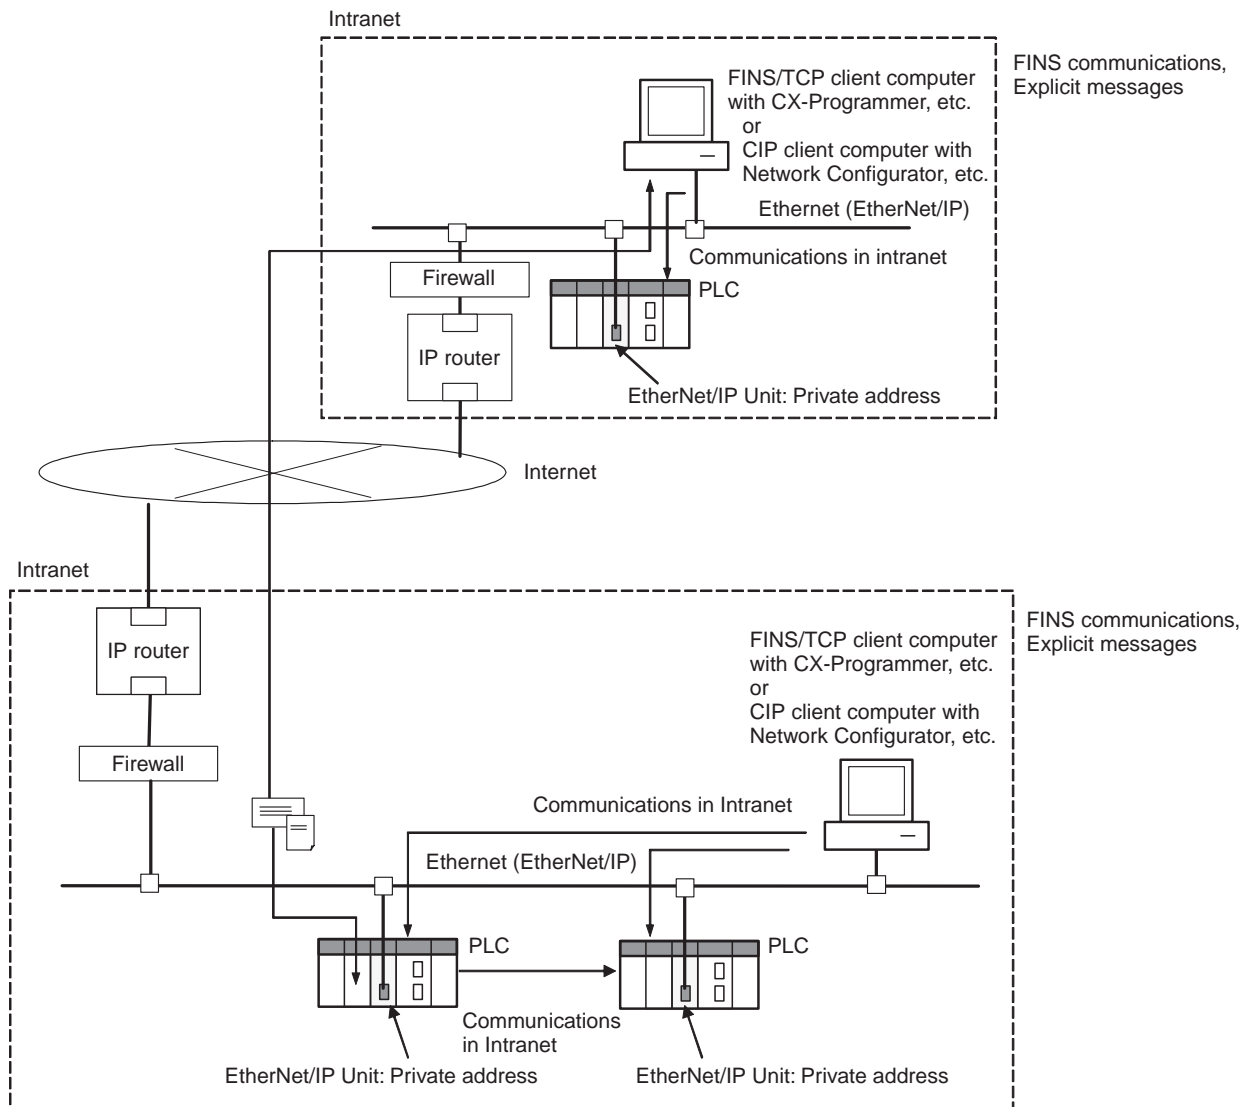 Intranet
FINS communications,
Explicit messages
FINS/TCP client computer
with CX-Programmer, etc.
or
CIP client computer with
Network Configurator, etc.
Ethernet (EtherNet/IP)
Communications in intranet
Firewall
PLC
IP router
EtherNet/IP Unit: Private address
Internet
Intranet
FINS communications,
Explicit messages
IP router
FINS/TCP client computer
with CX-Programmer, etc.
or
CIP client computer with
Network Configurator, etc.
Firewall
Communications in Intranet
Ethernet (EtherNet/IP)
PLC
PLC
Communications
in Intranet
EtherNet/IP Unit: Private address
EtherNet/IP Unit: Private address